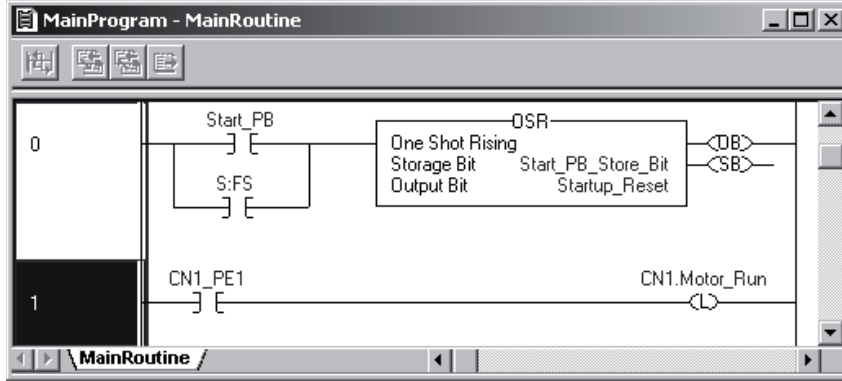 MainProgram - MainRoutine
0
Start_PB
S:FS
OSR
One Shot Rising
Storage Bit Start_PB_Store_Bit
Output Bit Startup_Reset
OB
SB
1
CN1_PE1
CN1.Motor_Run
L
MainRoutine